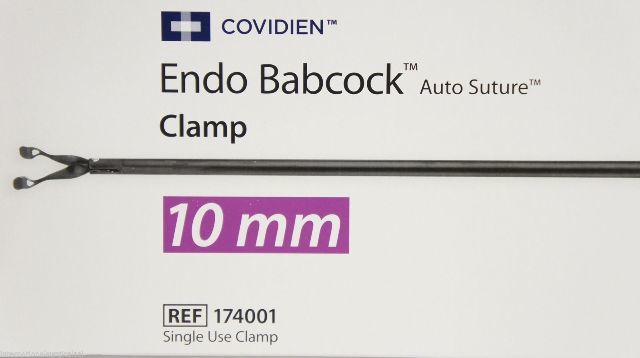 COVIDIEN™
Endo Babcock™ Auto Suture™
Clamp
10 mm
REF 174001
Single Use Clamp